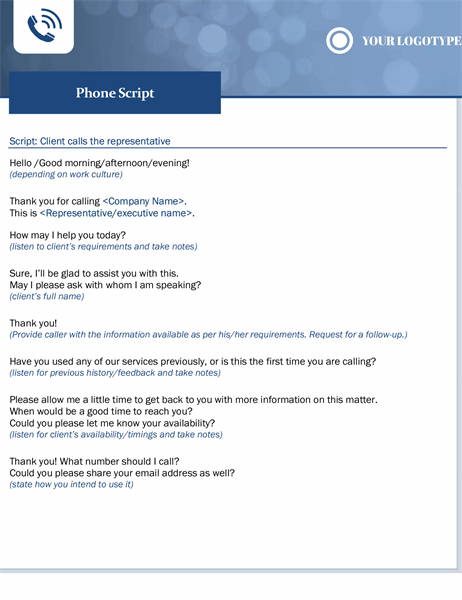 YOUR LOGOTYPE
Phone Script
Script: Client calls the representative
Hello /Good morning/afternoon/evening!
(depending on work culture)
Thank you for calling <Company Name>.
This is <Representative/executive name>.
How may I help you today?
(listen to client's requirements and take notes)
Sure, I'll be glad to assist you with this.
May I please ask with whom I am speaking?
(client's full name)
Thank you!
(Provide caller with the information available as per his/her requirements. Request for a follow-up.)
Have you used any of our services previously, or is this the first time you are calling?
(listen for previous history/feedback and take notes)
Please allow me a little time to get back to you with more information on this matter.
When would be a good time to reach you?
Could you please let me know your availability?
(listen for client's availability/timings and take notes)
Thank you! What number should I call?
Could you please share your email address as well?
(state how you intend to use it)